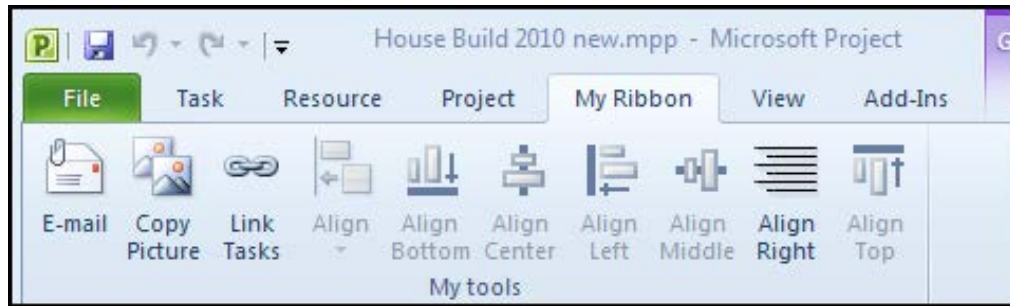 House Build 2010 new.mpp - Microsoft Project
File Task Resource Project My Ribbon View Add-Ins
E-mail Copy Picture Link Tasks Align Align Bottom Align Center Align Left Align Middle Align Right Align Top
My tools